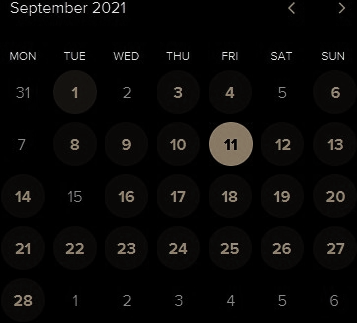 September 2021
MON TUE WED THU FRI SAT SUN
31 1 2 3 4 5 6
7 8 9 10 11 12 13
14 15 16 17 18 19 20
21 22 23 24 25 26 27
28 1 2 3 4 5 6